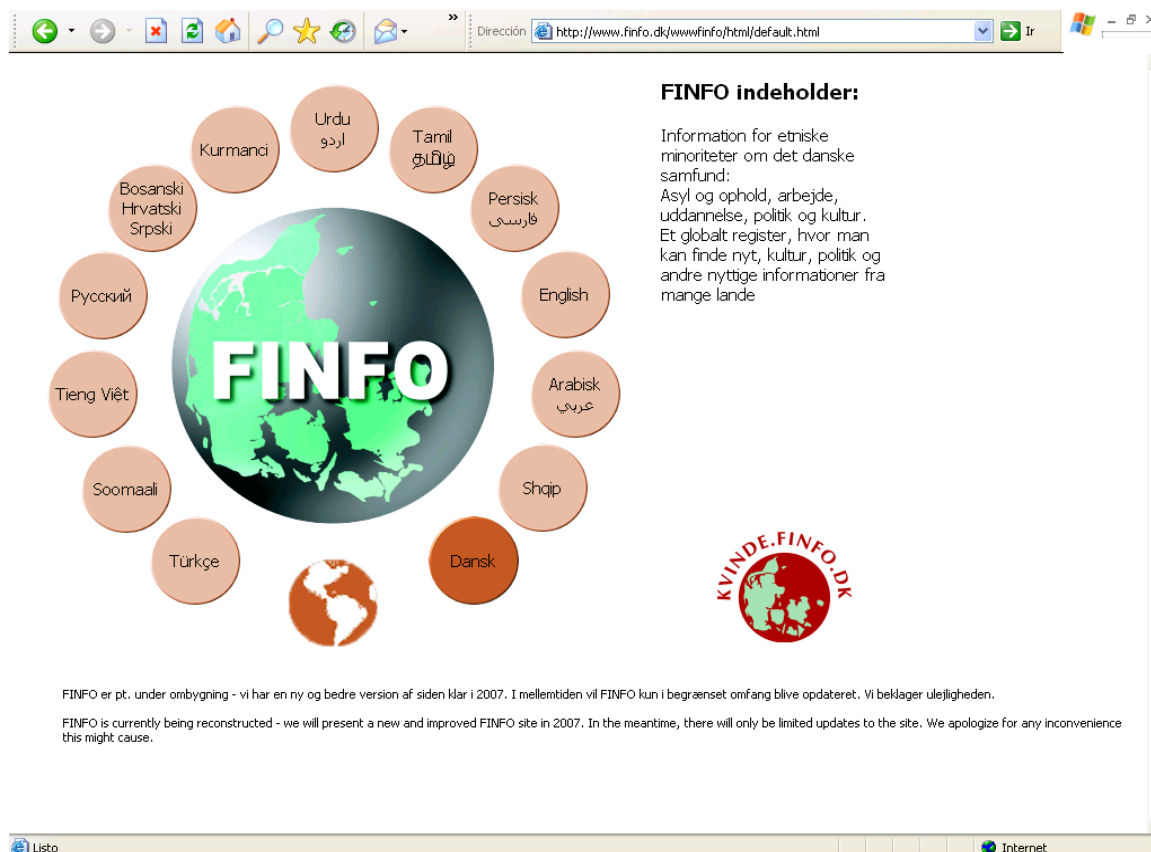 »
Dirección
http://www.finfo.dk/wwwfinfo/html/default.html
Ir
Urdu
اردو
Kurmanci
Tamil
தமிழ்
Bosanski
Hrvatski
Srpski
Persisk
فارسی
Русский
English
FINFO
Tieng Việt
Arabisk
عربي
Soomaali
Shqip
Türkçe
Dansk
FINFO indeholder:
Information for etniske
minoriteter om det danske
samfund:
Asyl og ophold, arbejde,
uddannelse, politik og kultur.
Et globalt register, hvor man
kan finde nyt, kultur, politik og
andre nyttige informationer fra
mange lande
KVINDE.FINFO.DK
FINFO er pt. under ombygning - vi har en ny og bedre version af siden klar i 2007. I mellemtiden vil FINFO kun i begrænset omfang blive opdateret. Vi beklager ulejligheden.
FINFO is currently being reconstructed - we will present a new and improved FINFO site in 2007. In the meantime, there will only be limited updates to the site. We apologize for any inconvenience
this might cause.
Listo
Internet